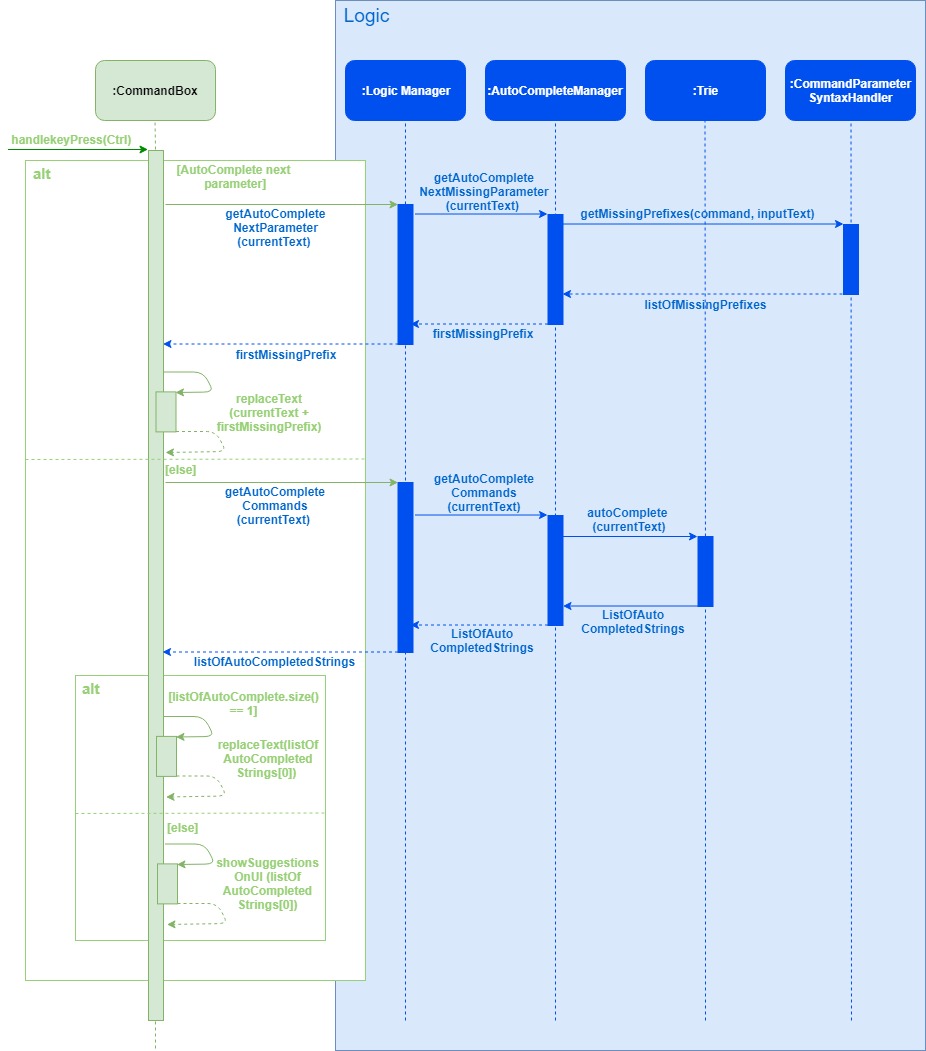 Logic
:CommandBox
:Logic Manager
:AutoCompleteManager
:Trie
:CommandParameter
SyntaxHandler
handlekeyPress(Ctrl)
alt
[AutoComplete next
parameter]
getAutoComplete
NextParameter
(currentText)
getAutoComplete
NextMissingParameter
(currentText)
getMissingPrefixes(command, inputText)
listOfMissingPrefixes
firstMissingPrefix
firstMissingPrefix
replaceText
(currentText +
firstMissingPrefix)
[else]
getAutoComplete
Commands
(currentText)
getAutoComplete
Commands
(currentText)
autoComplete
(currentText)
ListOfAuto
CompletedStrings
ListOfAuto
CompletedStrings
listOfAutoCompletedStrings
alt
[listOfAutoComplete.size()
== 1]
replaceText(listOf
AutoCompleted
Strings[0])
[else]
showSuggestions
OnUI (listOf
AutoCompleted
Strings[0])